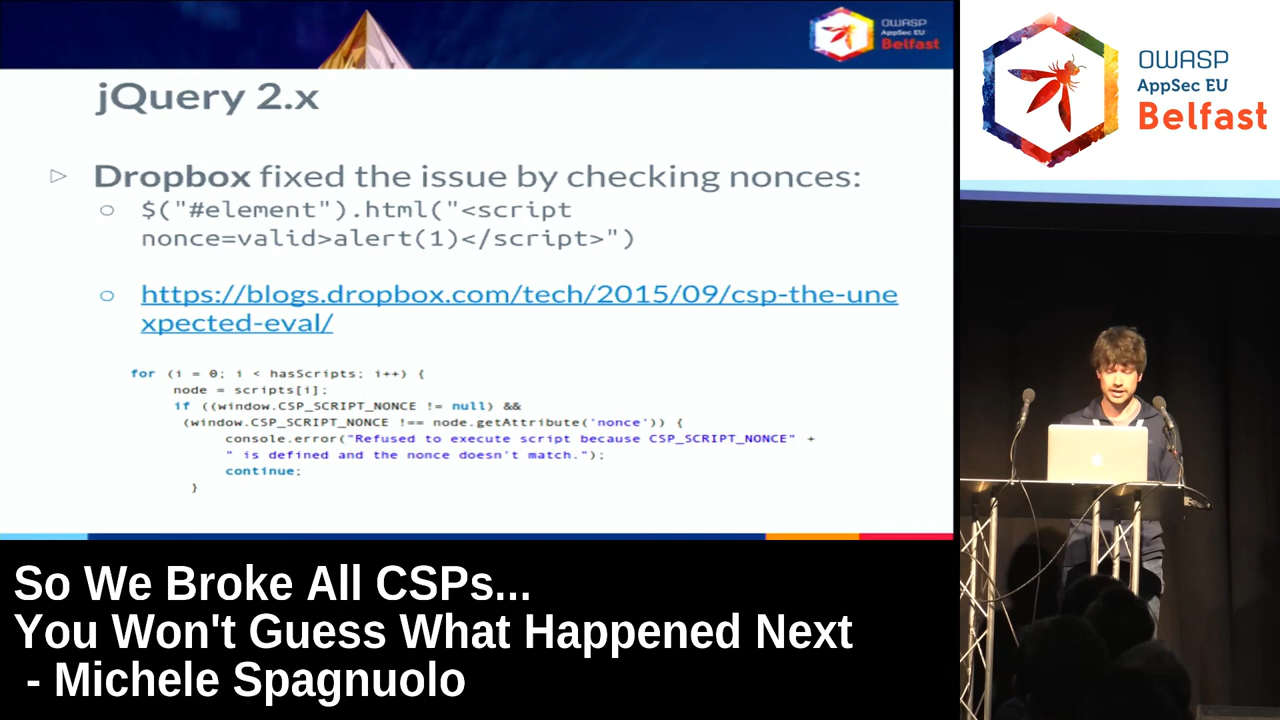 OWASP
AppSec EU
Belfast
jQuery 2.x
Dropbox fixed the issue by checking nonces:
$("#element").html("<script
nonce=valid>alert(1)</script>")
https://blogs.dropbox.com/tech/2015/09/csp-the-une
xpected-eval/
for (i = 0; i < hasScripts; i++) {
node = scripts[i];
if ((window.CSP_SCRIPT_NONCE != null) &&
(window.CSP_SCRIPT_NONCE !== node.getAttribute('nonce')) {
console.error("Refused to execute script because CSP_SCRIPT_NONCE" +
" is defined and the nonce doesn't match.");
continue;
}
OWASP
AppSec EU
Belfast
So We Broke All CSPs...
You Won't Guess What Happened Next
- Michele Spagnuolo